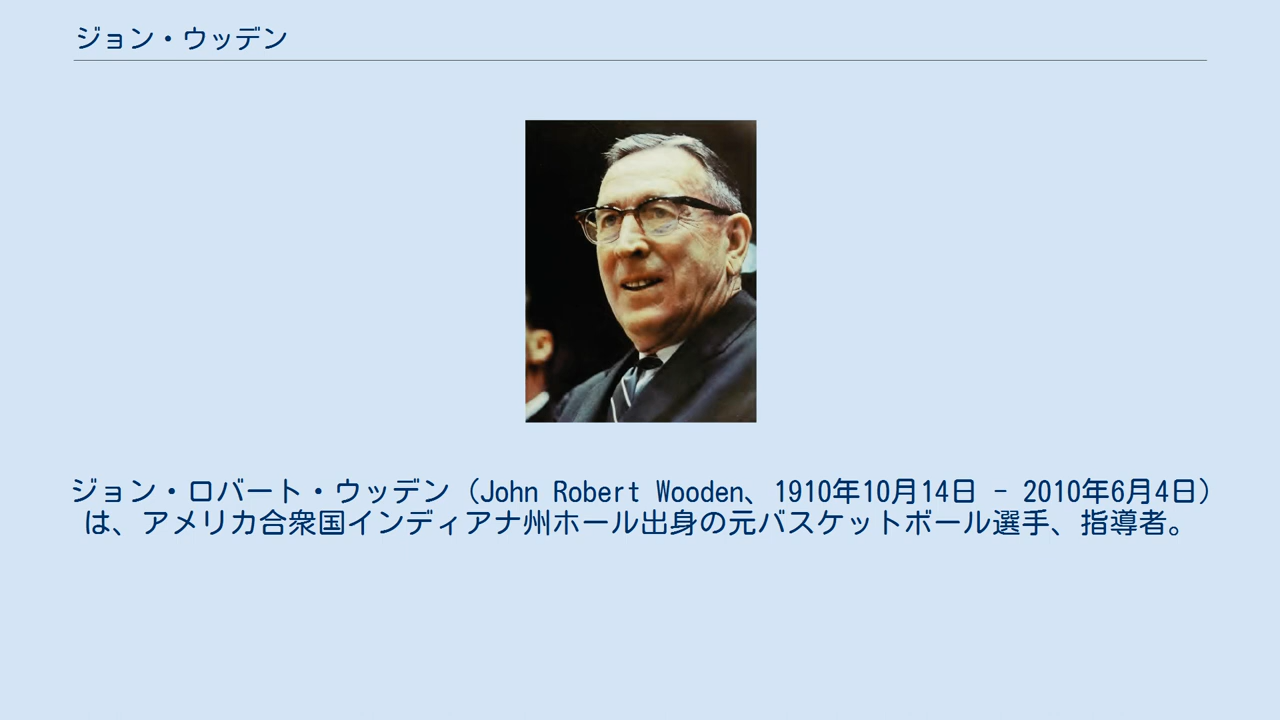 ジョン・ウッデン
ジョン・ロバート・ウッデン（John Robert Wooden、1910年10月14日 - 2010年6月4日）
は、アメリカ合衆国インディアナ州ホール出身の元バスケットボール選手、指導者。